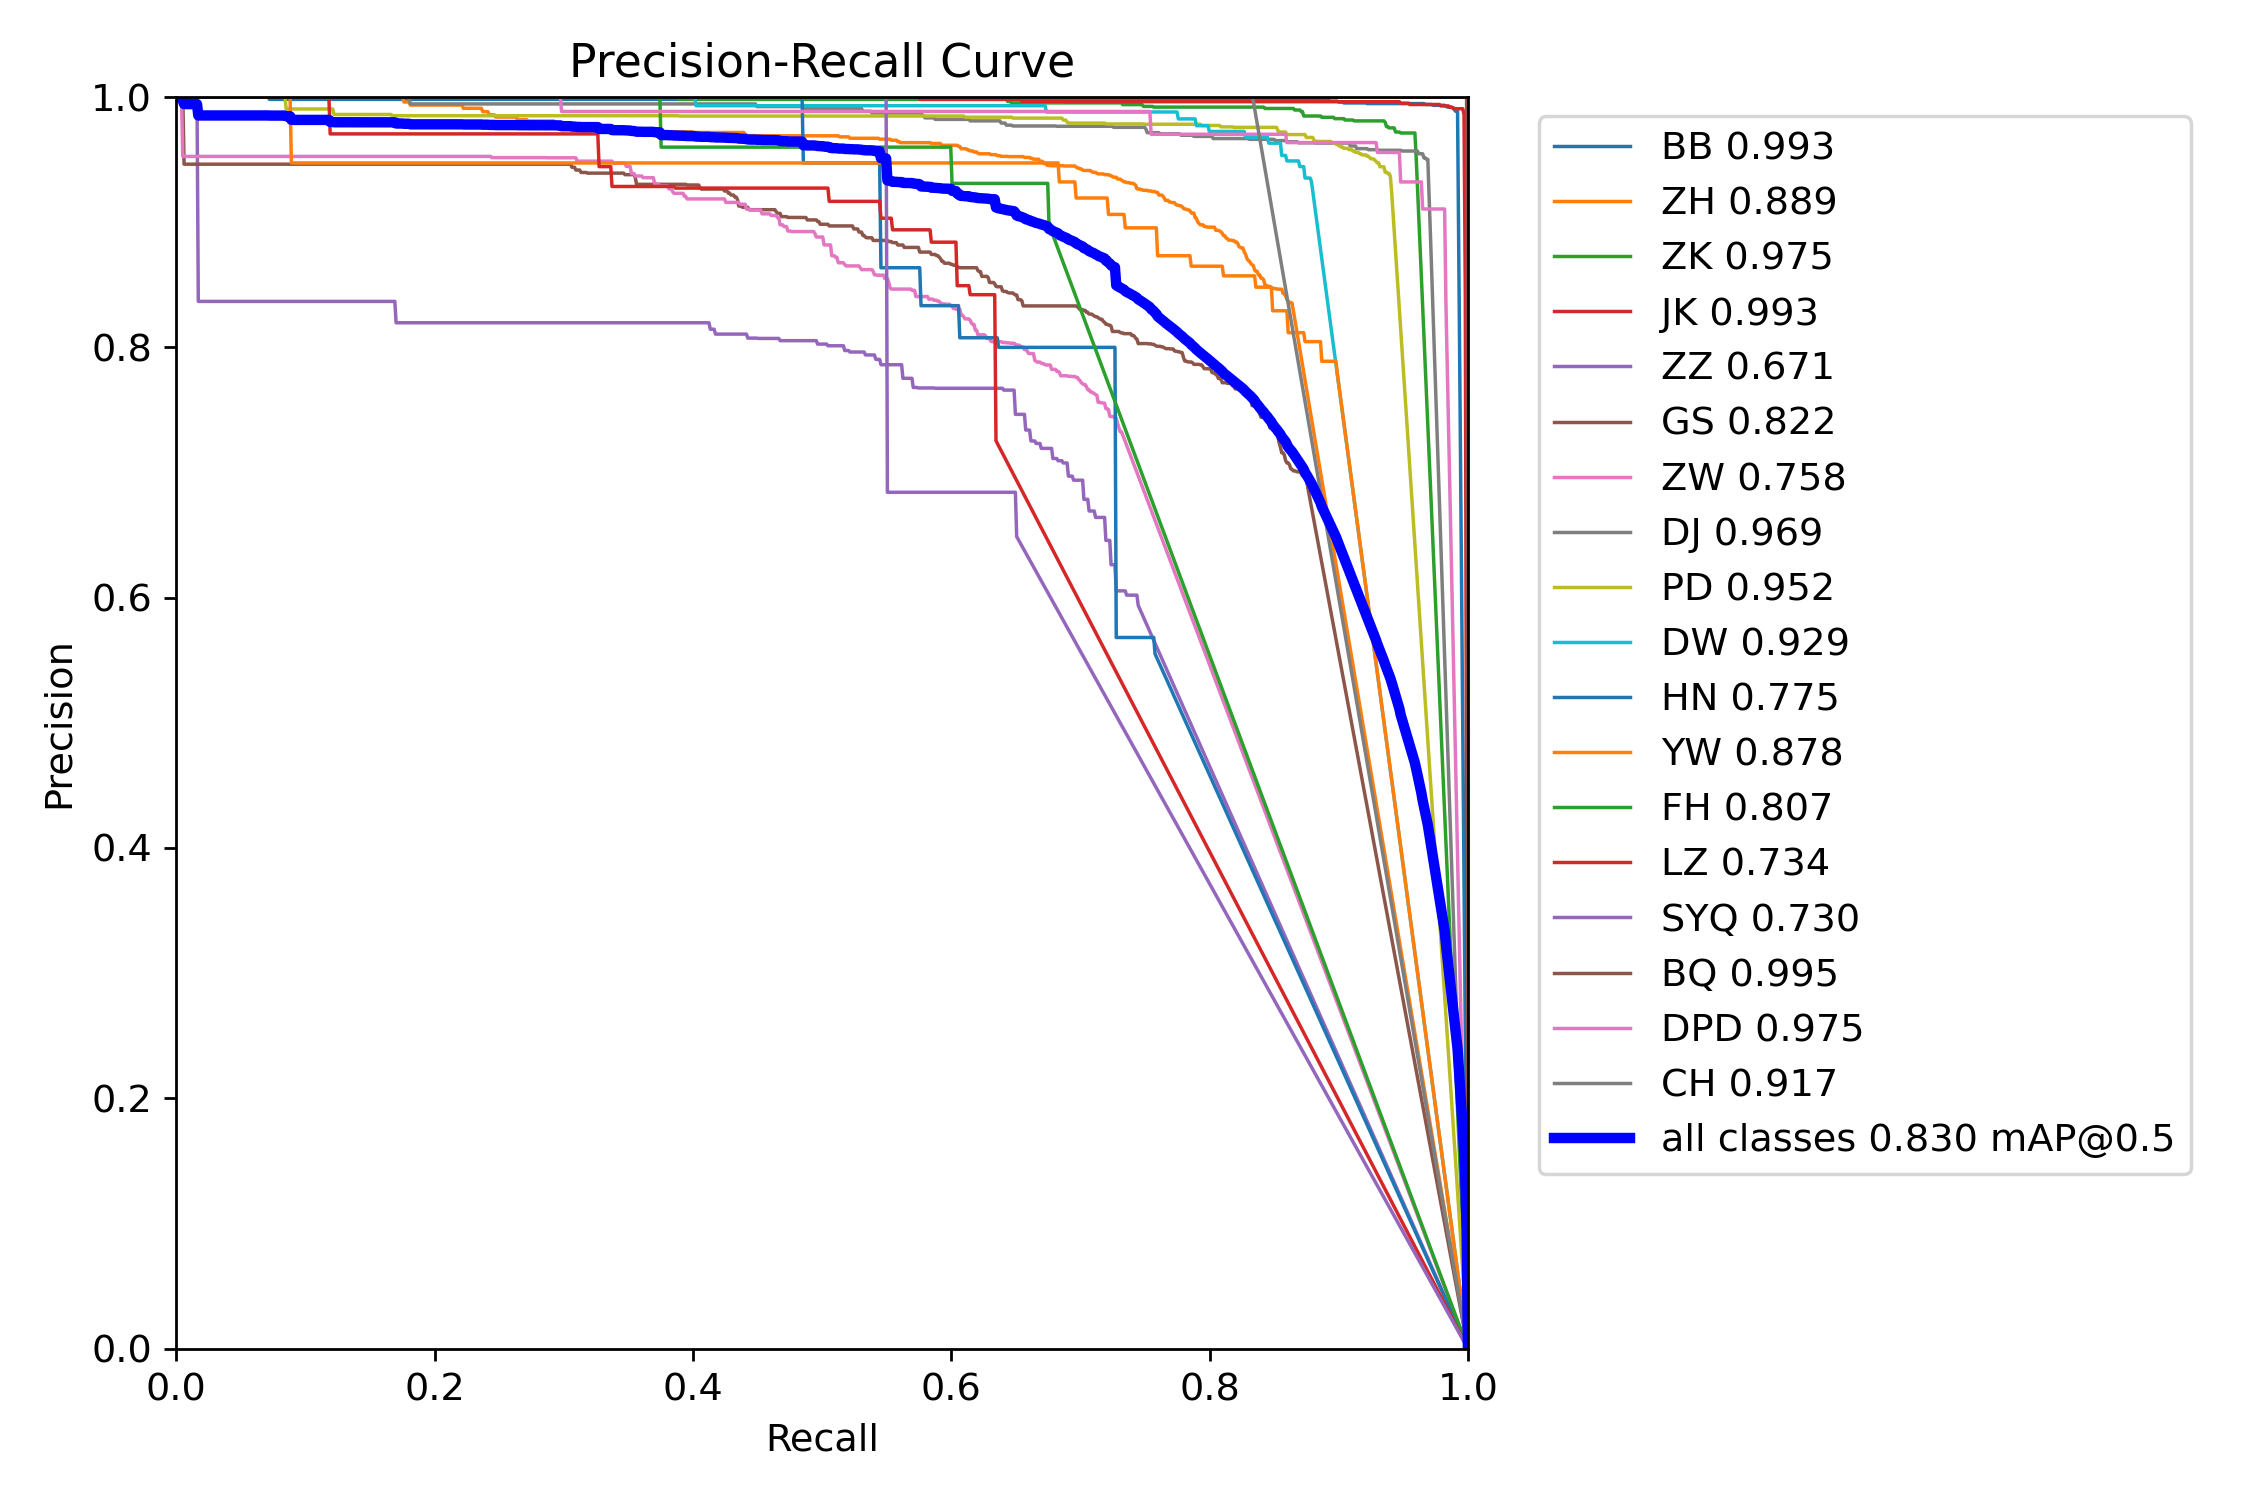 Precision-Recall Curve
1.0
0.8
0.6
0.4
0.2
0.0
Precision
0.0 0.2 0.4 0.6 0.8 1.0
Recall
BB 0.993
ZH 0.889
ZK 0.975
JK 0.993
ZZ 0.671
GS 0.822
ZW 0.758
DJ 0.969
PD 0.952
DW 0.929
HN 0.775
YW 0.878
FH 0.807
LZ 0.734
SYQ 0.730
BQ 0.995
DPD 0.975
CH 0.917
all classes 0.830 mAP@0.5